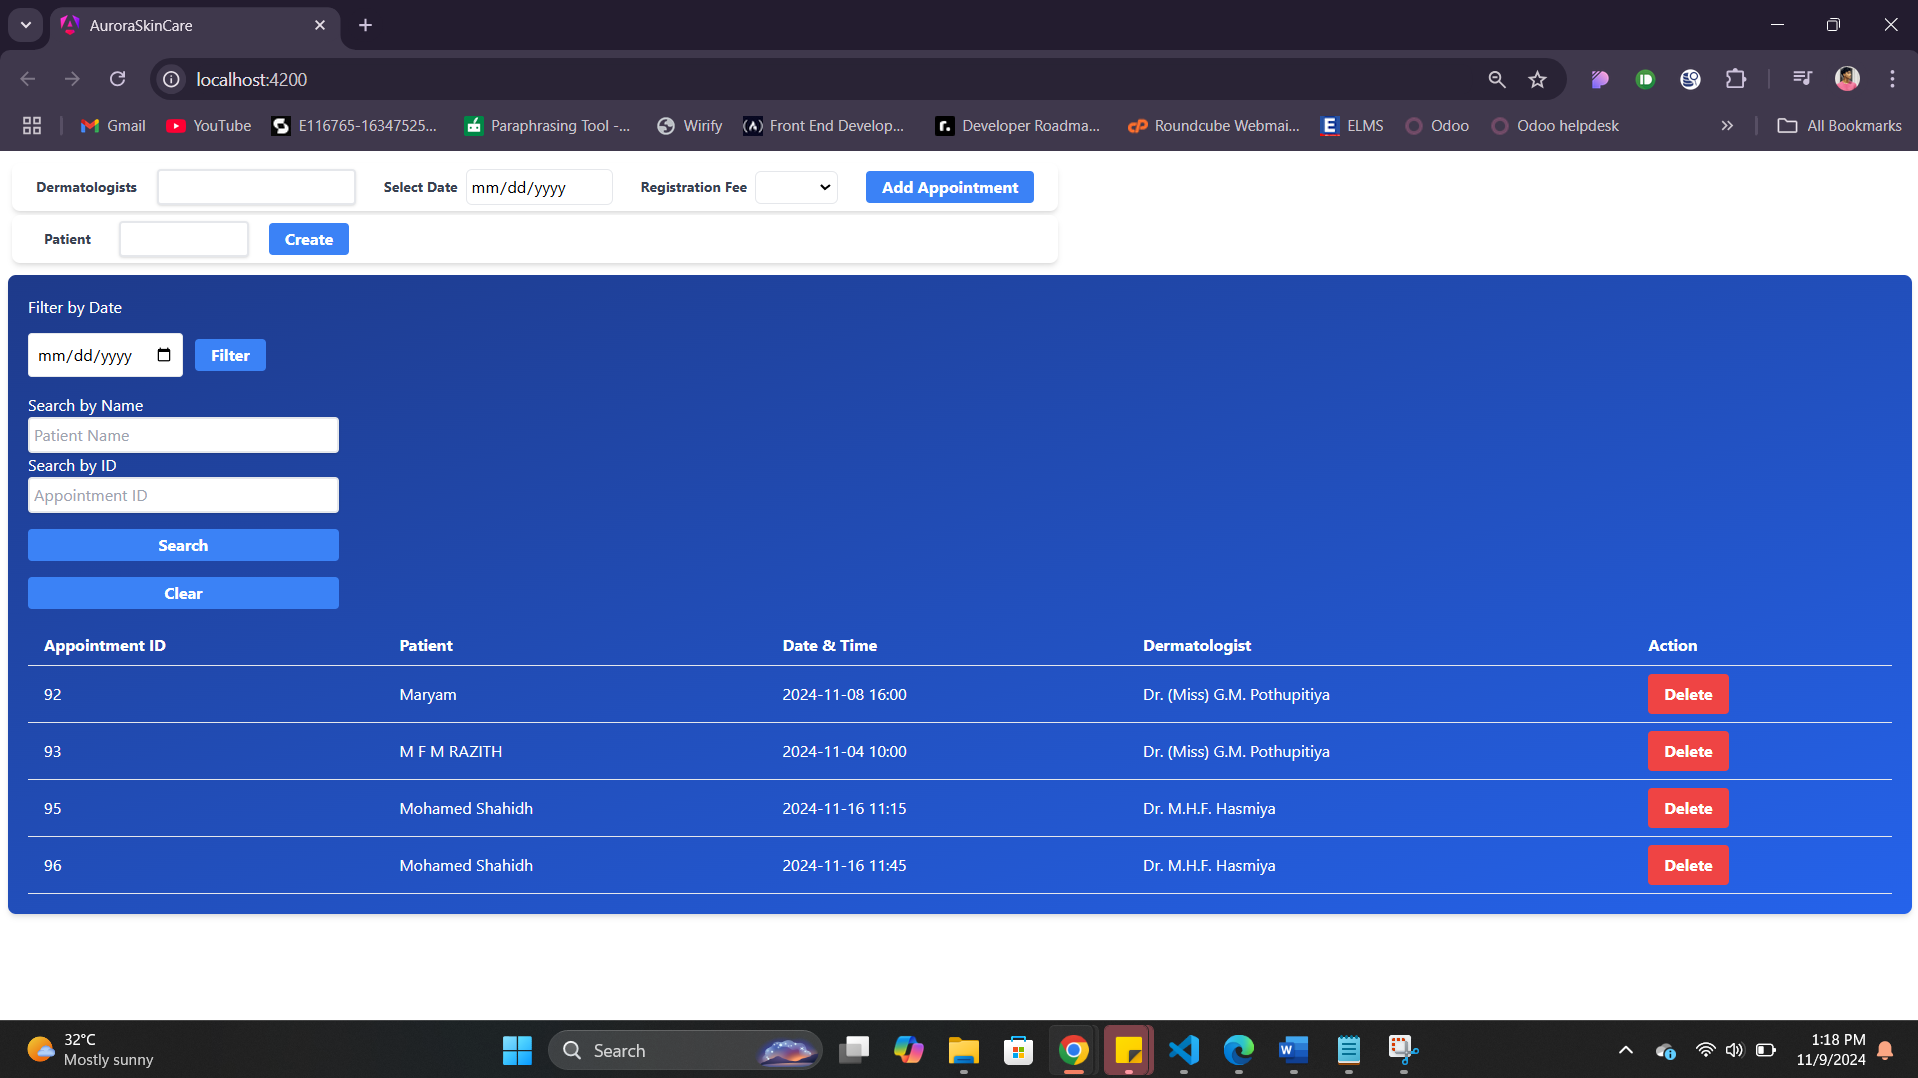 AuroraSkinCare
localhost:4200
Gmail YouTube E116765-16347525... Paraphrasing Tool -... Wirify Front End Develop... Developer Roadma... Roundcube Webmai... ELMS Odoo Odoo helpdesk All Bookmarks
Dermatologists Select Date mm/dd/yyyy Registration Fee Add Appointment
Patient Create
Filter by Date
mm/dd/yyyy Filter
Search by Name
Patient Name
Search by ID
Appointment ID
Search
Clear
Appointment ID Patient Date & Time Dermatologist Action
92 Maryam 2024-11-08 16:00 Dr. (Miss) G.M. Pothupitiya Delete
93 M F M RAZITH 2024-11-04 10:00 Dr. (Miss) G.M. Pothupitiya Delete
95 Mohamed Shahidh 2024-11-16 11:15 Dr. M.H.F. Hasmiya Delete
96 Mohamed Shahidh 2024-11-16 11:45 Dr. M.H.F. Hasmiya Delete
32°C
Mostly sunny
Search
1:18 PM
11/9/2024